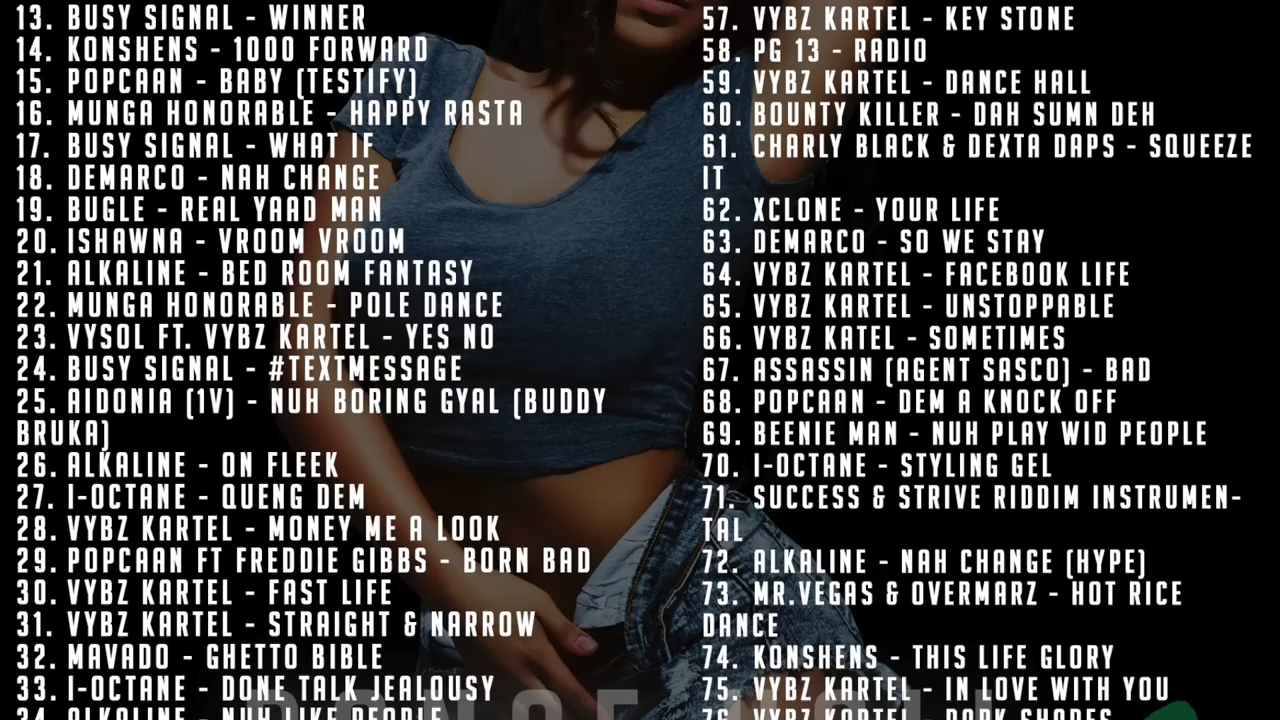 13. BUSY SIGNAL - WINNER
14. KONSHENS - 1000 FORWARD
15. POPCAAN - BABY (TESTIFY)
16. MUNGA HONORABLE - HAPPY RASTA
17. BUSY SIGNAL - WHAT IF
18. DEMARCO - NAH CHANGE
19. BUGLE - REAL YAAD MAN
20. ISHAWNA - VROOM VROOM
21. ALKALINE - BED ROOM FANTASY
22. MUNGA HONORABLE - POLE DANCE
23. VYSOL FT. VYBZ KARTEL - YES NO
24. BUSY SIGNAL - #TEXTMESSAGE
25. AIDONIA (1V) - NUH BORING GYAL (BUDDY
BRUKA)
26. ALKALINE - ON FLEEK
27. I-OCTANE - QUENG DEM
28. VYBZ KARTEL - MONEY ME A LOOK
29. POPCAAN FT FREDDIE GIBBS - BORN BAD
30. VYBZ KARTEL - FAST LIFE
31. VYBZ KARTEL - STRAIGHT & NARROW
32. MAVADO - GHETTO BIBLE
33. I-OCTANE - DONE TALK JEALOUSY
34. ALKALINE - NUH LIKE PEOPLE
57. VYBZ KARTEL - KEY STONE
58. PG 13 - RADIO
59. VYBZ KARTEL - DANCE HALL
60. BOUNTY KILLER - DAH SUMN DEH
61. CHARLY BLACK & DEXTA DAPS - SQUEEZE
IT
62. XCLONE - YOUR LIFE
63. DEMARCO - SO WE STAY
64. VYBZ KARTEL - FACEBOOK LIFE
65. VYBZ KARTEL - UNSTOPPABLE
66. VYBZ KATEL - SOMETIMES
67. ASSASSIN (AGENT SASCO) - BAD
68. POPCAAN - DEM A KNOCK OFF
69. BEENIE MAN - NUH PLAY WID PEOPLE
70. I-OCTANE - STYLING GEL
71. SUCCESS & STRIVE RIDDIM INSTRUMEN-
TAL
72. ALKALINE - NAH CHANGE (HYPE)
73. MR.VEGAS & OVERMARZ - HOT RICE
DANCE
74. KONSHENS - THIS LIFE GLORY
75. VYBZ KARTEL - IN LOVE WITH YOU
76. VYBZ KARTEL - DARK SHADES